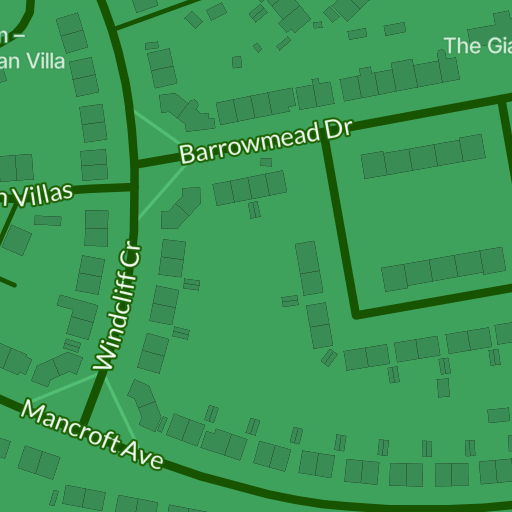 an Villa
The Gia
Barrowmead Dr
Villas
Windcliff Cr
Mancroft Ave